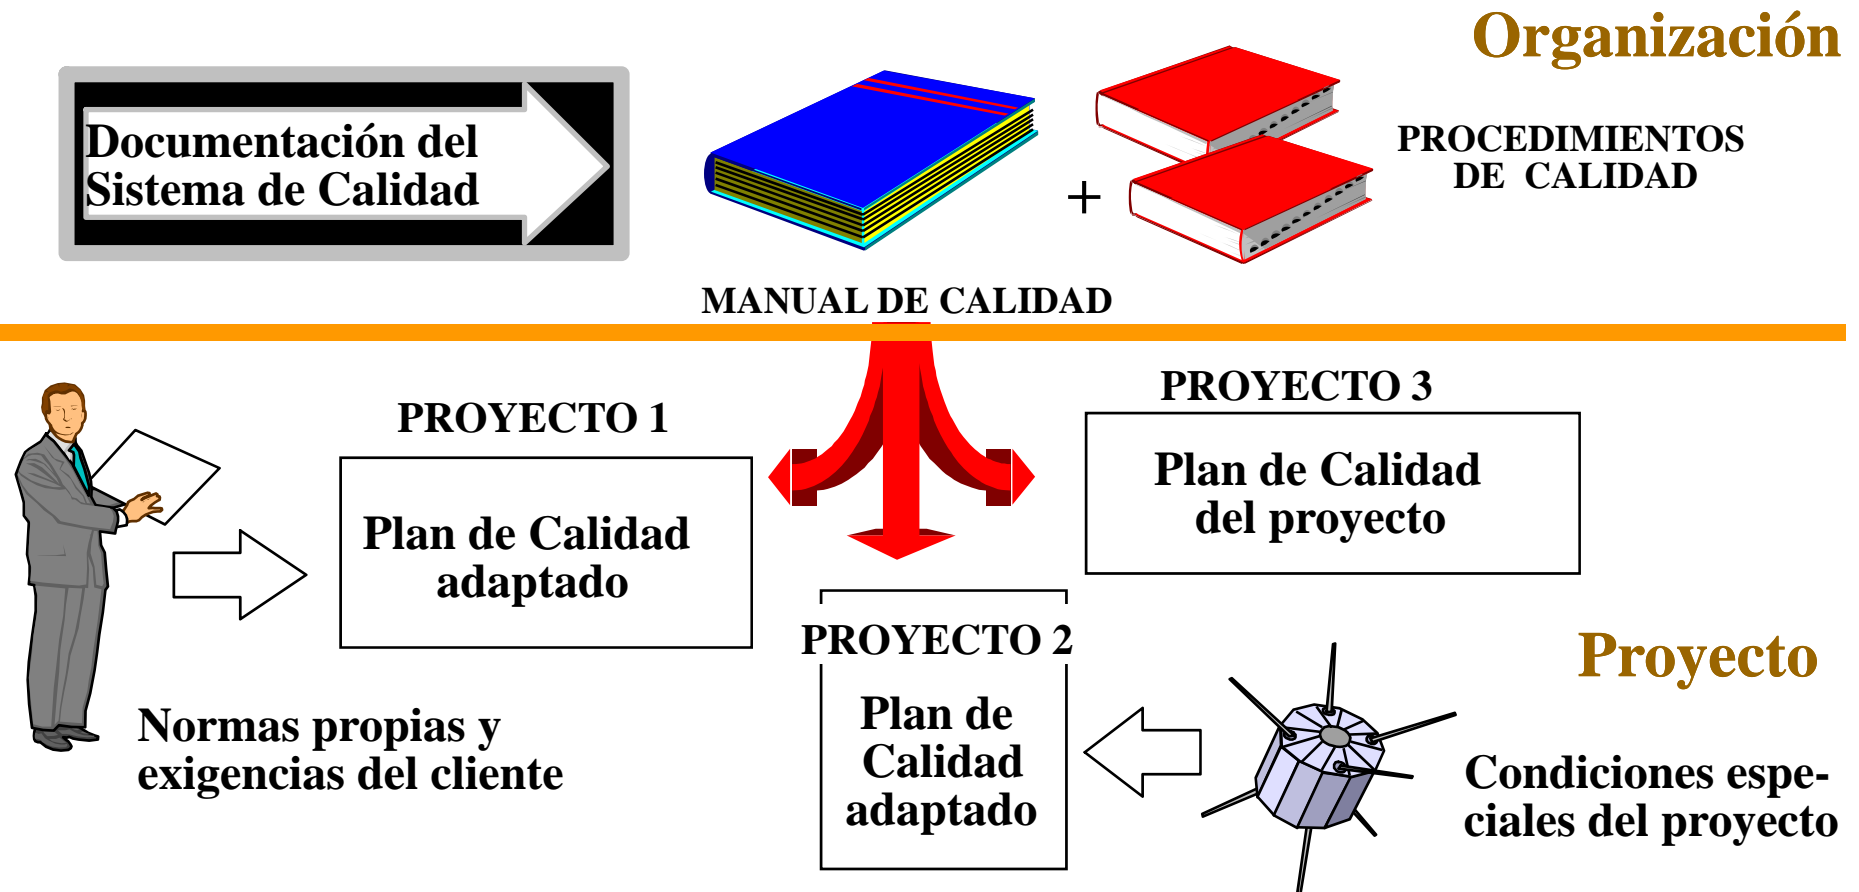 Organización
Documentación del
Sistema de Calidad
+
PROCEDIMIENTOS
DE CALIDAD
MANUAL DE CALIDAD
PROYECTO 1
Plan de Calidad
adaptado
PROYECTO 3
Plan de Calidad
del proyecto
PROYECTO 2
Plan de
Calidad
adaptado
Proyecto
Normas propias y
exigencias del cliente
Condiciones espe-
ciales del proyecto